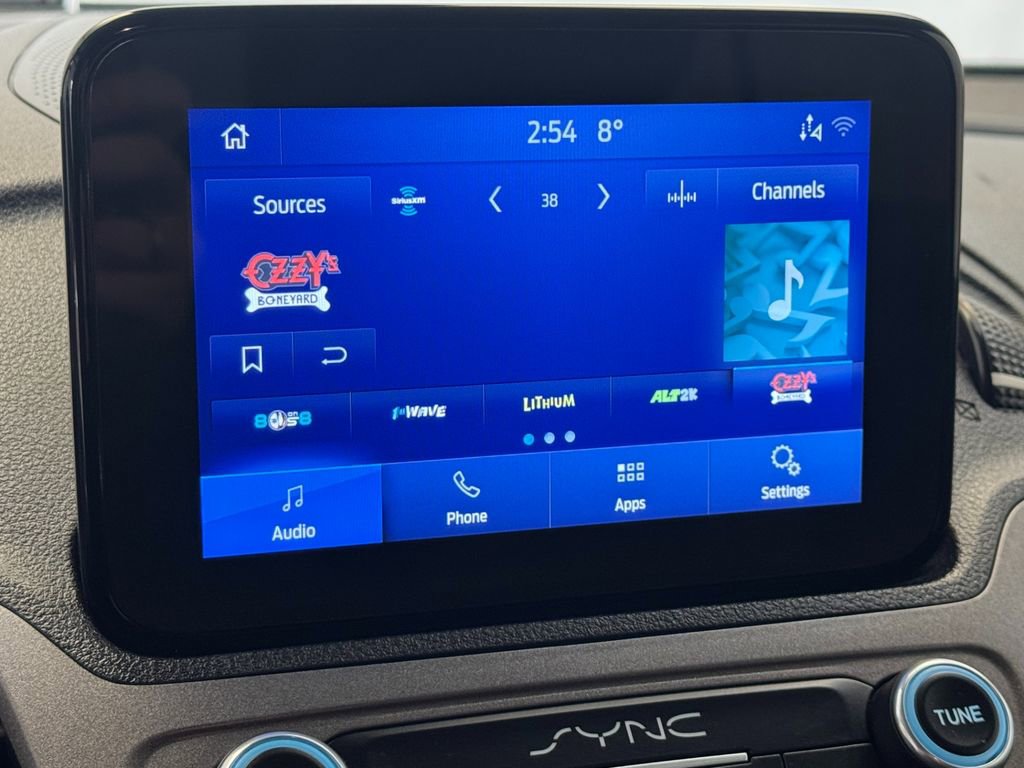 2:54 8°
Sources SiriusXM 38 Channels
OZZY's
BONEYARD
80s on 8 1st WAVE LITHIUM ALT2K OZZY's
BONEYARD
Audio Phone Apps Settings
SYNC
TUNE